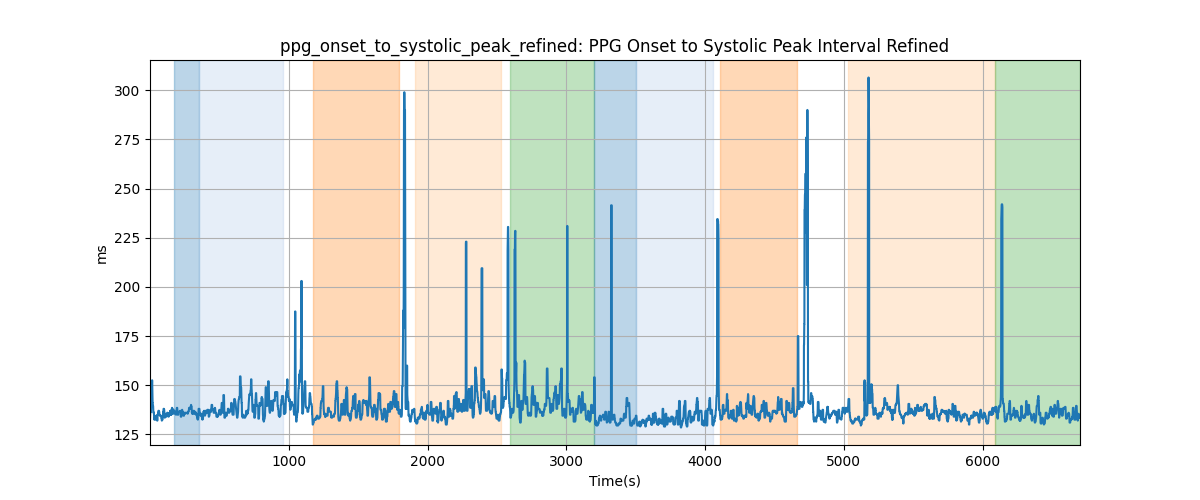 ppg_onset_to_systolic_peak_refined: PPG Onset to Systolic Peak Interval Refined
300
275
250
225
200
175
150
125
ms
1000 2000 3000 4000 5000 6000
Time(s)